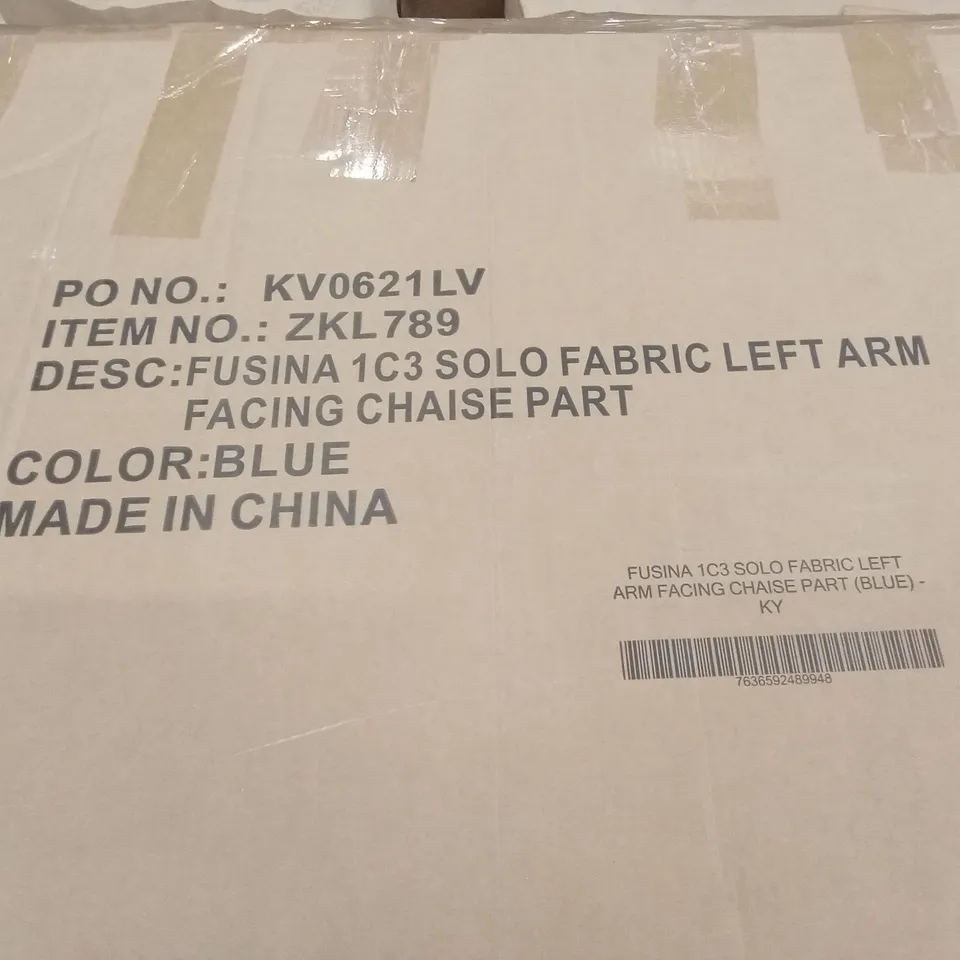 PO NO.: KV0621LV
ITEM NO.: ZKL789
DESC:FUSINA 1C3 SOLO FABRIC LEFT ARM
FACING CHAISE PART
COLOR:BLUE
MADE IN CHINA
FUSINA 1C3 SOLO FABRIC LEFT
ARM FACING CHAISE PART (BLUE) -
KY
7636592489948